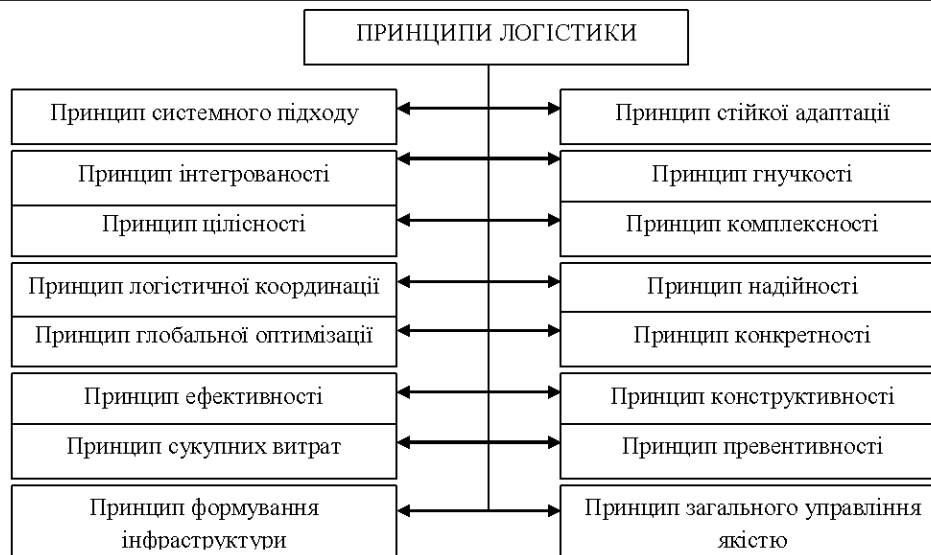 ПРИНЦИПИ ЛОГІСТИКИ
Принцип системного підходу
Принцип стійкої адаптації
Принцип інтегрованості
Принцип гнучкості
Принцип цілісності
Принцип комплексності
Принцип логістичної координації
Принцип надійності
Принцип глобальної оптимізації
Принцип конкретності
Принцип ефективності
Принцип конструктивності
Принцип сукупних витрат
Принцип превентивності
Принцип формування
інфраструктури
Принцип загального управління
якістю